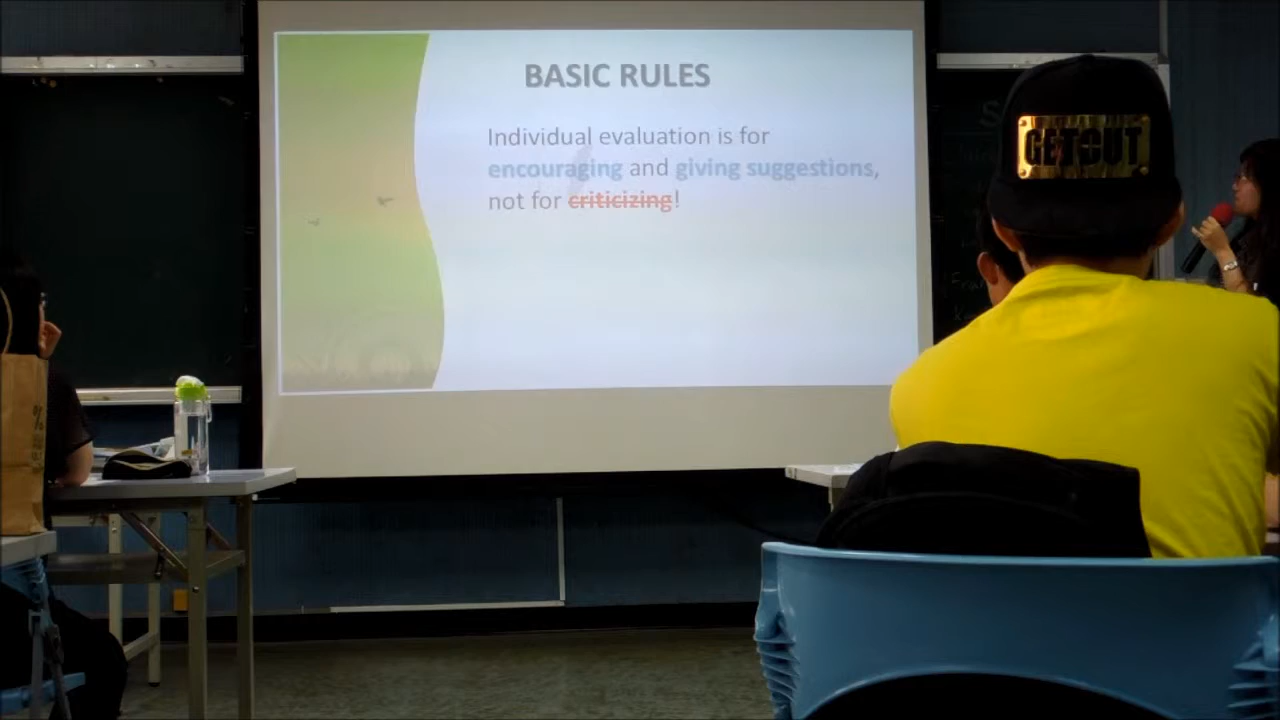 BASIC RULES
Individual evaluation is for
encouraging and giving suggestions,
not for criticizing!
GETOUT